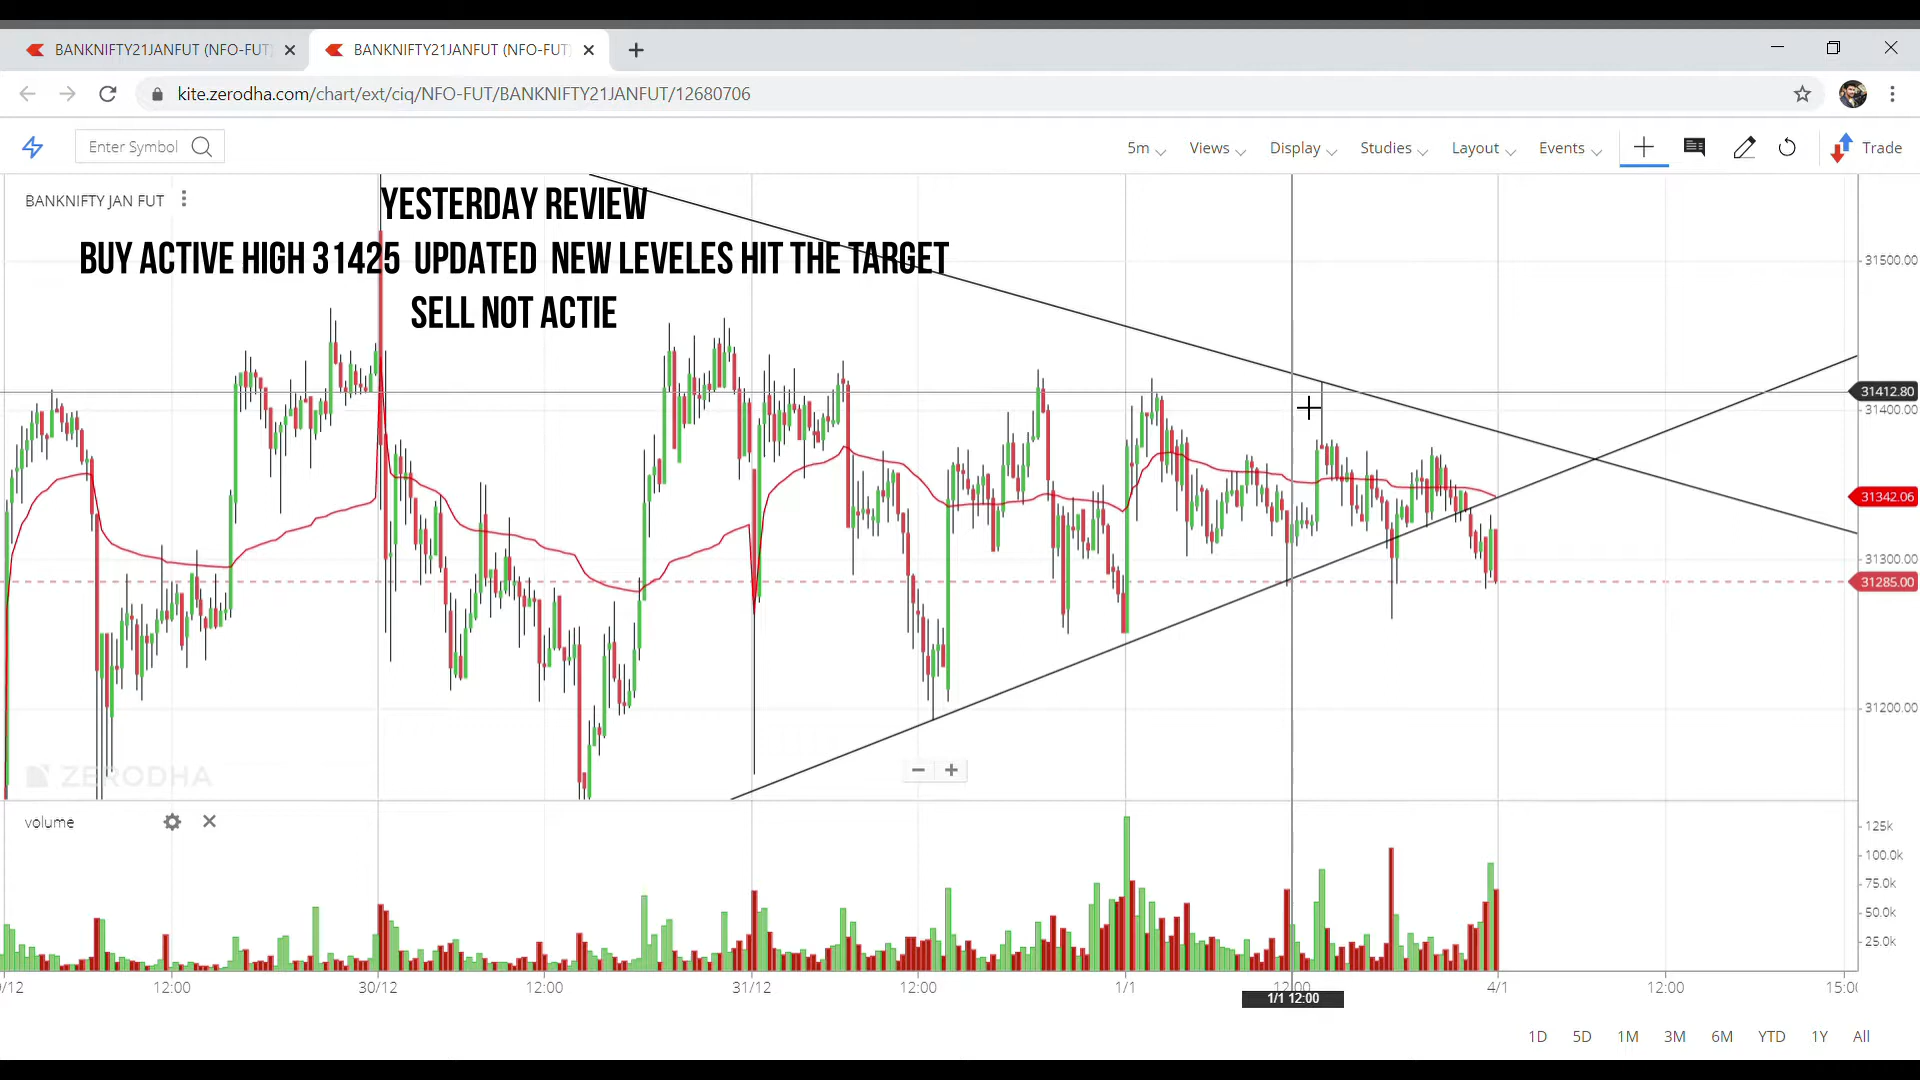 BANKNIFTY21JANFUT (NFO-FUT)
BANKNIFTY21JANFUT (NFO-FUT)
kite.zerodha.com/chart/ext/ciq/NFO-FUT/BANKNIFTY21JANFUT/12680706
Enter Symbol
5m Views Display Studies Layout Events Trade
BANKNIFTY JAN FUT
YESTERDAY REVIEW
BUY ACTIVE HIGH 31425 UPDATED NEW LEVELES HIT THE TARGET
SELL NOT ACTIE
31500.00
31412.80
31400.00
31342.06
31300.00
31285.00
31200.00
ZERODHA
volume
125k
100.0k
75.0k
50.0k
25.0k
/12 12:00 30/12 12:00 31/12 12:00 1/1 12:00 4/1 12:00 15:00
1/1 12:00
1D 5D 1M 3M 6M YTD 1Y All